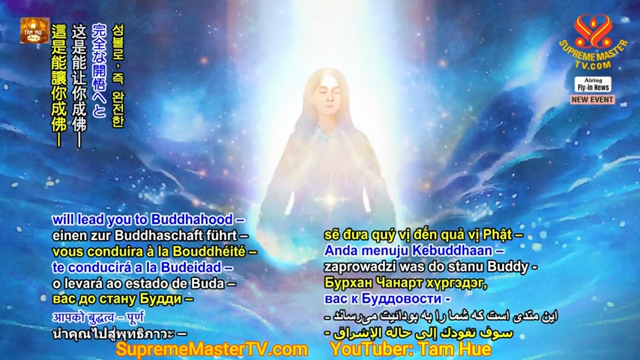 성불로, 즉 완전한
完全な開悟へと
这是能让你成佛—
這是能讓你成佛—
SUPREME MASTER
TV.COM
Airing
Fly-in News
NEW EVENT
will lead you to Buddhahood –
einen zur Buddhaschaft führt –
vous conduira à la Bouddhéité –
te conducirá a la Budeidad –
o levará ao estado de Buda –
вас до стану Будди –
आपको बुद्धत्व – पूर्ण
นำคุณไปสู่พุทธิภาวะ –
sẽ đưa quý vị đến quả vị Phật –
Anda menuju Kebuddhaan –
zaprowadzi was do stanu Buddy -
Бурхан Чанарт хүргэдэг,
вас к Буддовости -
این متدی است که شما را به بودائیت می‌رساند -
سوف تقودك إلى حالة الإشراق -
SupremeMasterTV.com
YouTuber: Tam Hue